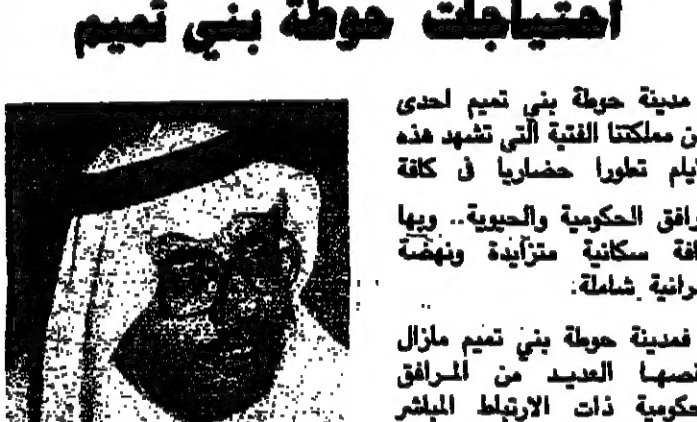 احتياجات حوطة بني تميم
مدينة حوطة بني تميم احدى
ن مملكتنا الفتية التي تشهد هذه
ايام تطورا حضاريا في كافة
رافق الحكومية والحيوية.. وبها
افة سكانية متزايدة ونهضة
رانية شاملة.
فمدينة حوطة بني تميم مازال
نقصها العديد من المرافق
حكومية ذات الارتباط المباشر